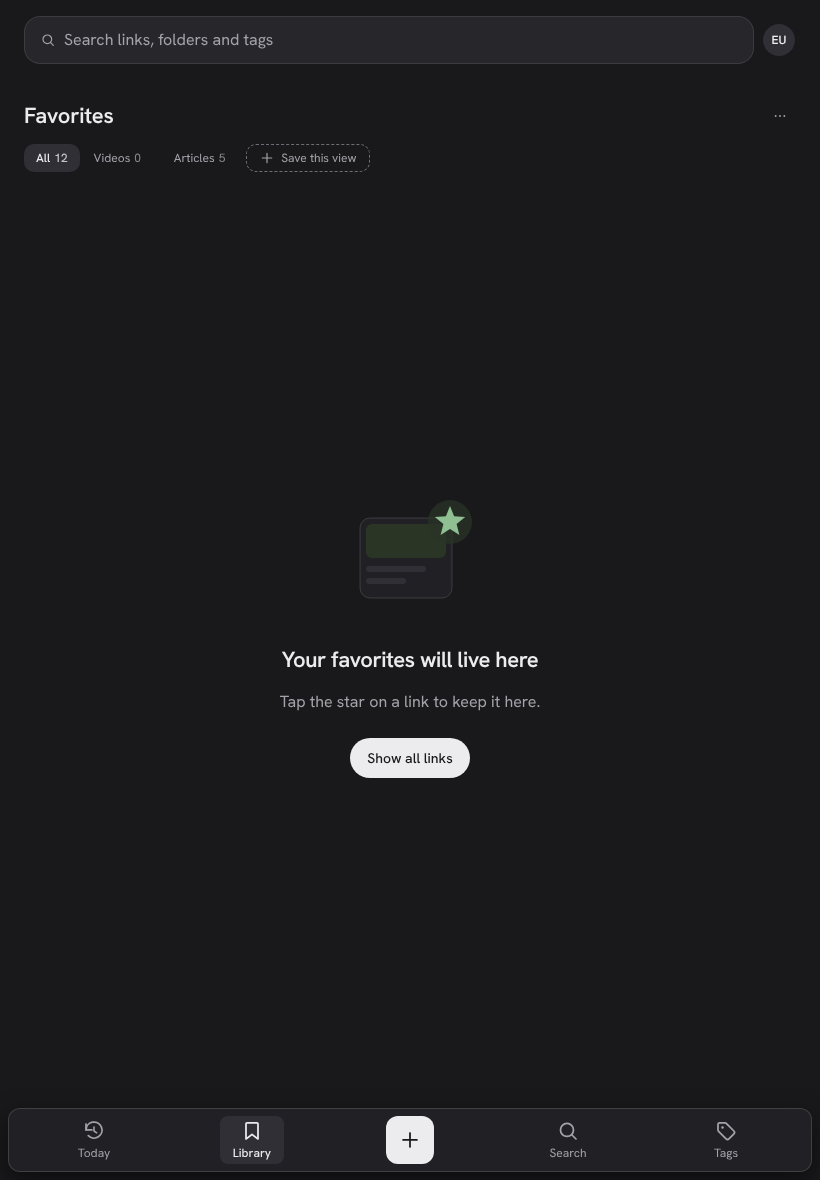 Search links, folders and tags
EU
Favorites
All 12
Videos 0
Articles 5
Save this view
Your favorites will live here
Tap the star on a link to keep it here.
Show all links
Today
Library
Search
Tags